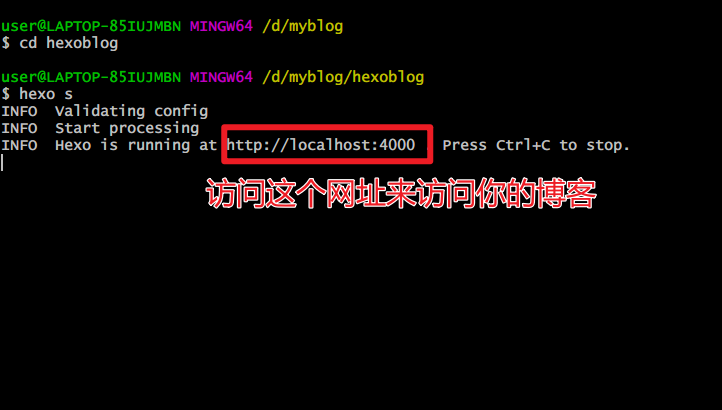 user@LAPTOP-85IUJMBN MINGW64 /d/myblog
$ cd hexoblog
user@LAPTOP-85IUJMBN MINGW64 /d/myblog/hexoblog
$ hexo s
INFO  Validating config
INFO  Start processing
INFO  Hexo is running at http://localhost:4000 . Press Ctrl+C to stop.
访问这个网址来访问你的博客